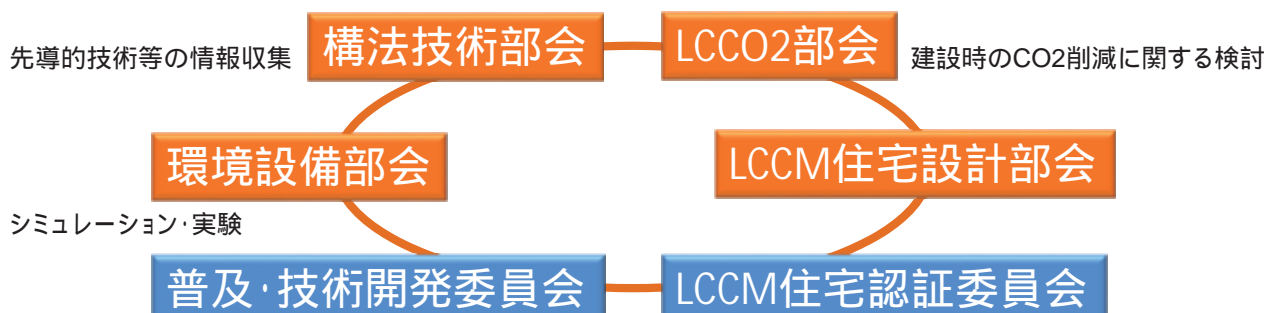 先導的技術等の情報収集
構法技術部会
LCCO2部会
建設時のCO2削減に関する検討
環境設備部会
LCCM住宅設計部会
シミュレーション・実験
普及・技術開発委員会
LCCM住宅認証委員会